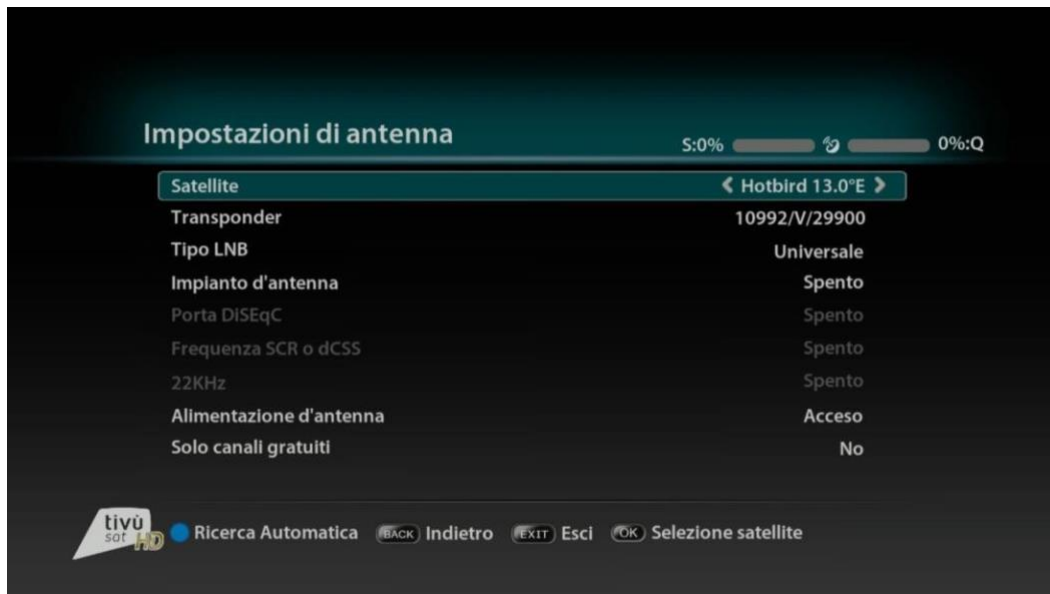 Impostazioni di antenna
S:0% 0%:Q
Satellite Hotbird 13.0°E
Transponder 10992/V/29900
Tipo LNB Universale
Impianto d'antenna Spento
Porta DiSEqC Spento
Frequenza SCR o dCSS Spento
22KHz Spento
Alimentazione d'antenna Acceso
Solo canali gratuiti No
tivù
sat HD
Ricerca Automatica BACK Indietro EXIT Esci OK Selezione satellite